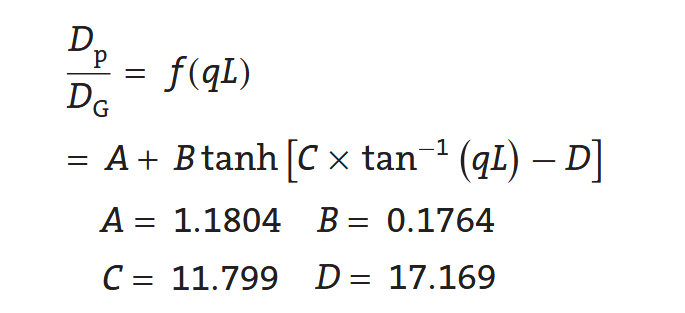 D_p / D_G = f(qL)
= A + B tanh [C × tan⁻¹ (qL) − D]
A = 1.1804 B = 0.1764
C = 11.799 D = 17.169